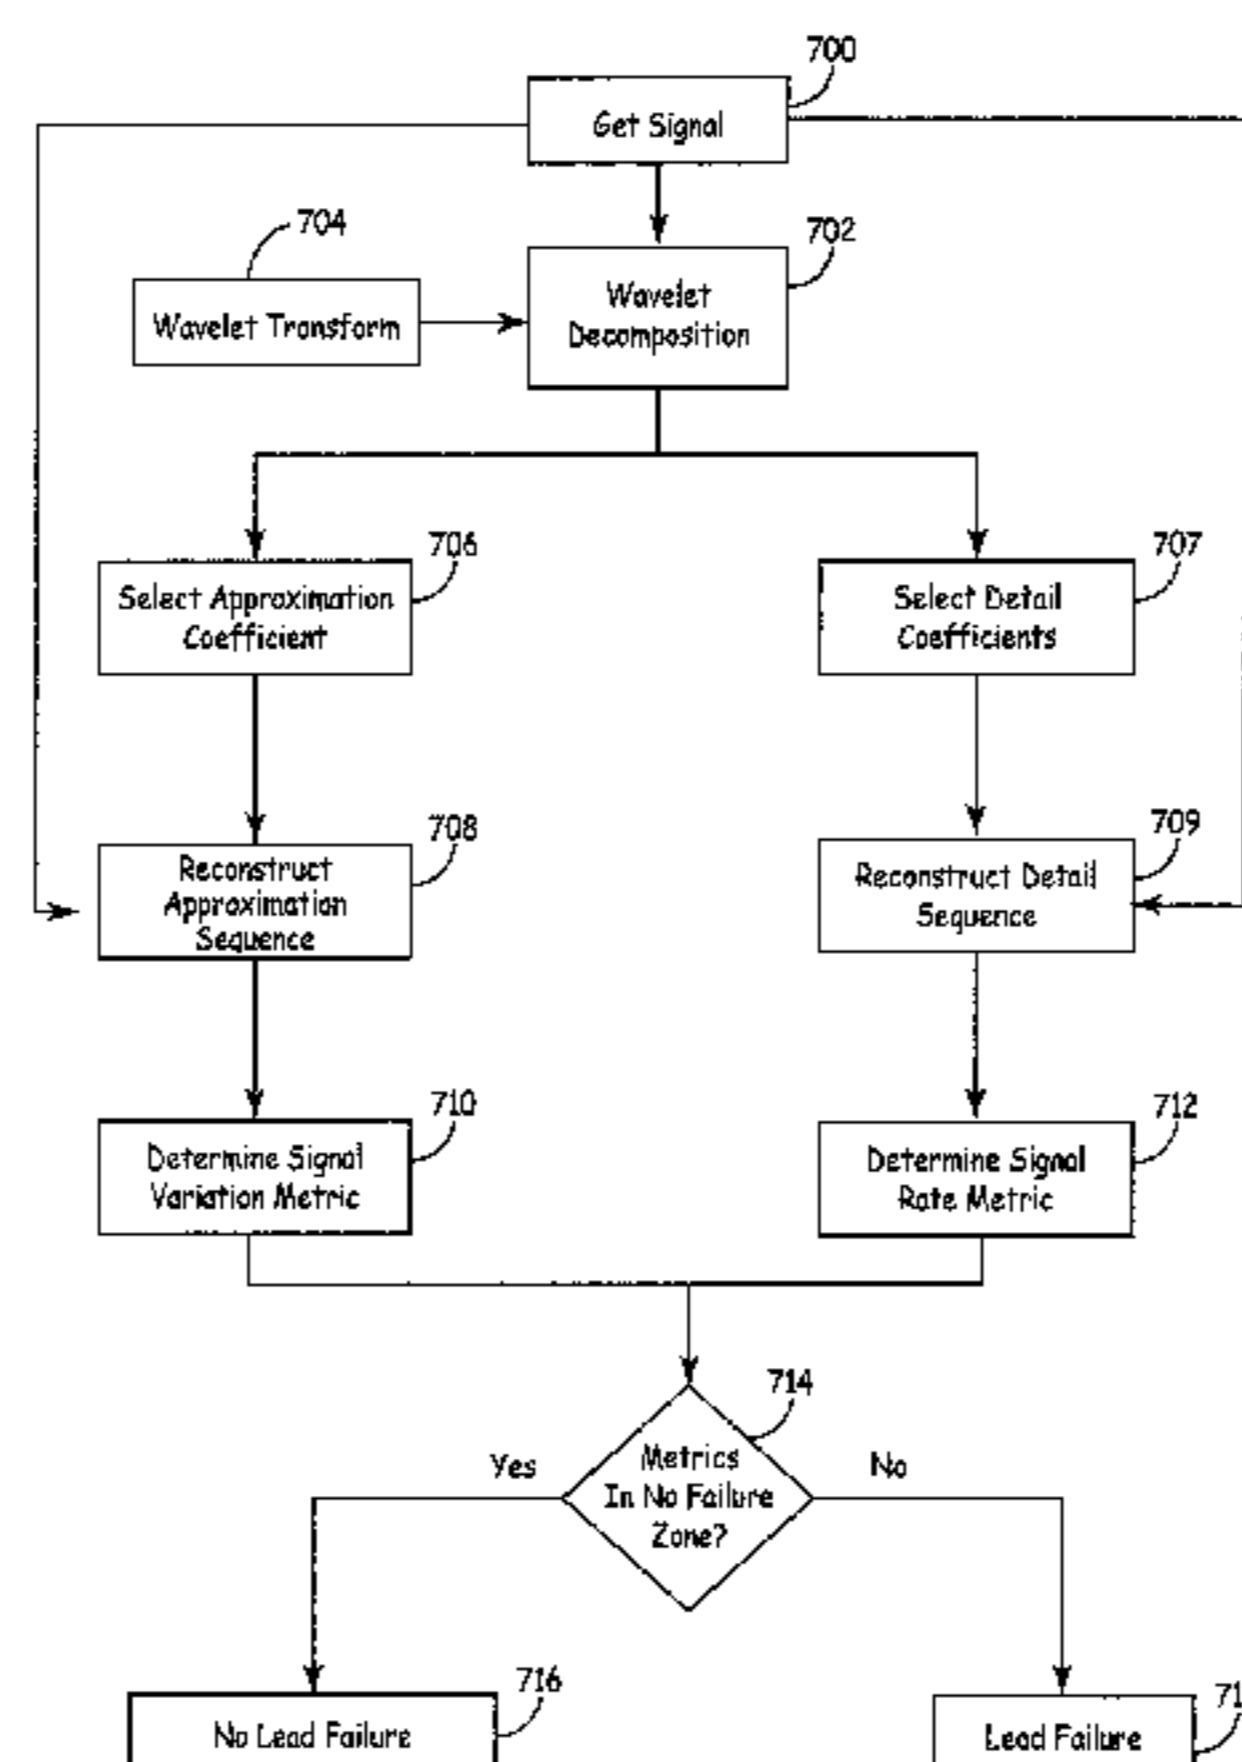 700
Get Signal
704
702
Wavelet Transform
Wavelet
Decomposition
706
707
Select Approximation
Coefficient
Select Detail
Coefficients
708
709
Reconstruct
Approximation
Sequence
Reconstruct Detail
Sequence
710
712
Determine Signal
Variation Metric
Determine Signal
Rate Metric
714
Yes
Metrics
In No Failure
Zone?
No
716
No Lead Failure
Lead Failure